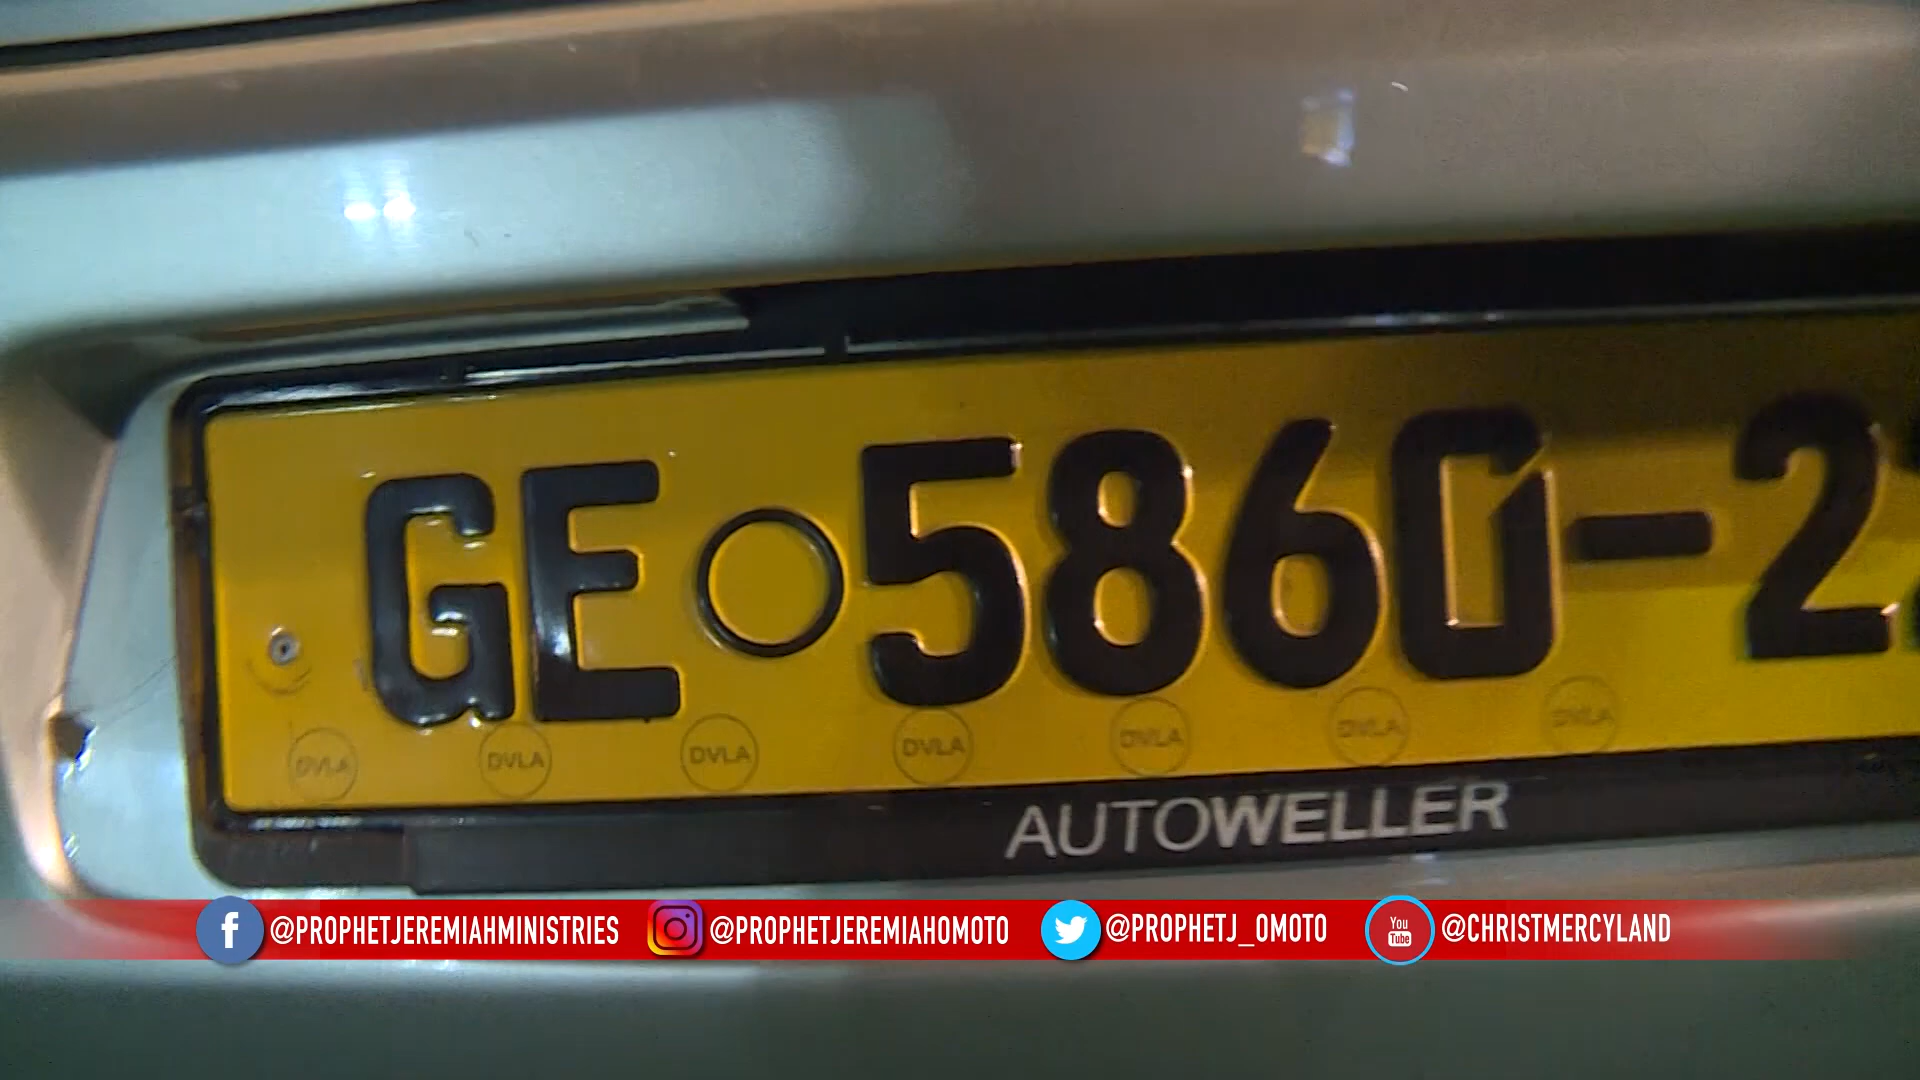 GE 5860-2
DVLA DVLA DVLA DVLA DVLA DVLA DVLA
AUTOWELLER
@PROPHETJEREMIAHMINISTRIES @PROPHETJEREMIAHOMOTO @PROPHETJ_OMOTO You Tube @CHRISTMERCYLAND